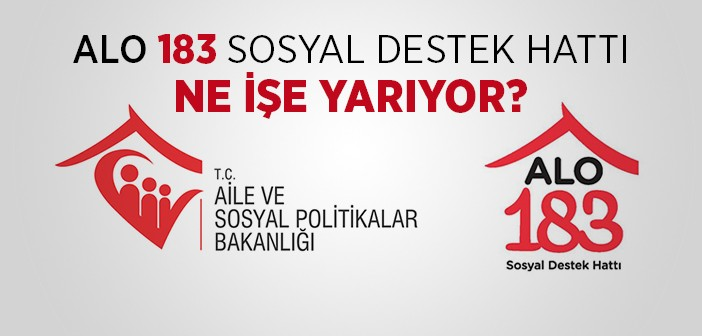 ALO 183 SOSYAL DESTEK HATTI
NE İŞE YARIYOR?
T.C.
AİLE VE
SOSYAL POLİTİKALAR
BAKANLIĞI
ALO
183
Sosyal Destek Hattı